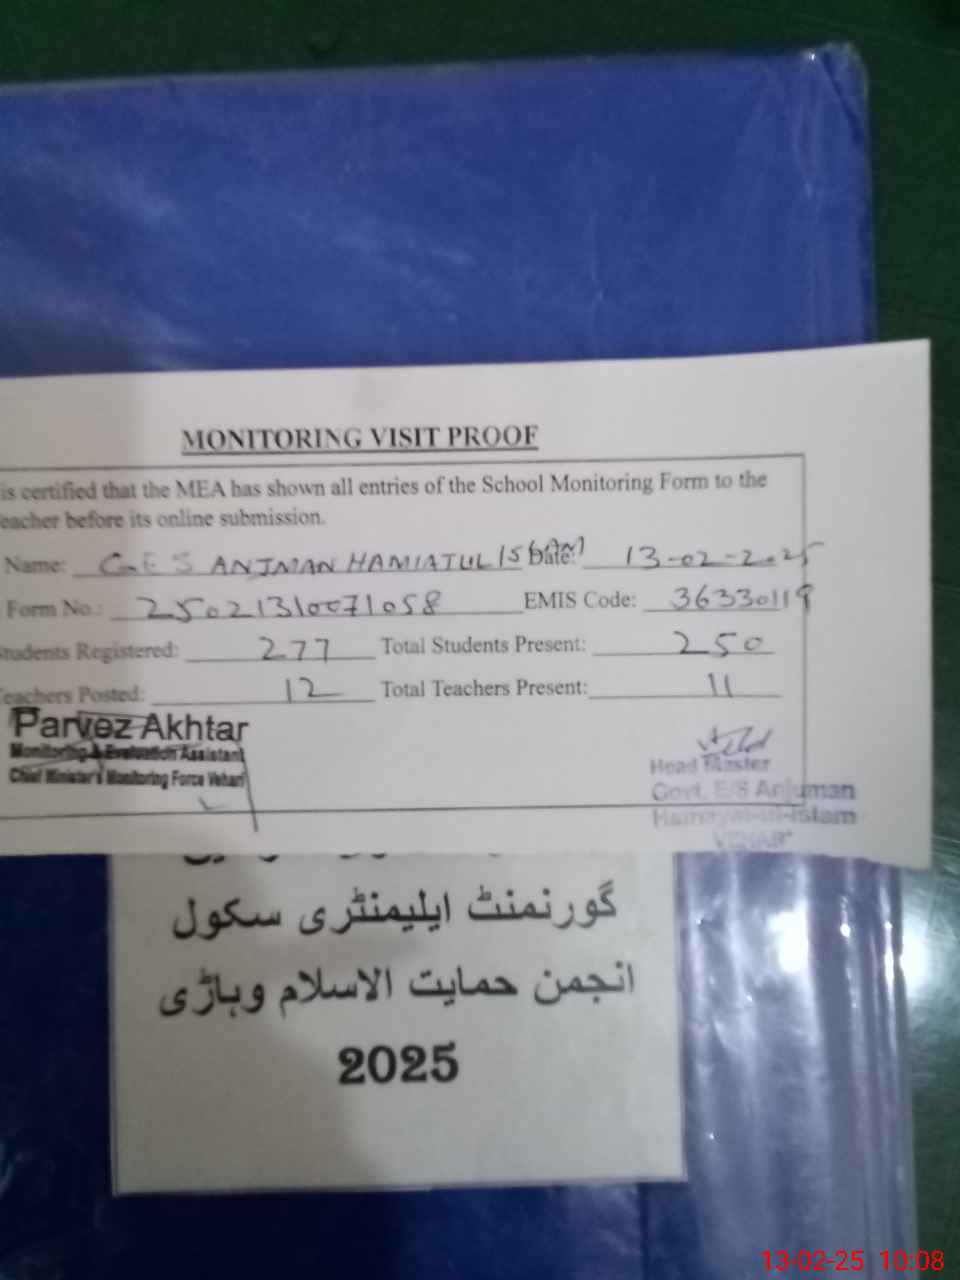 MONITORING VISIT PROOF
is certified that the MEA has shown all entries of the School Monitoring Form to the
eacher before its online submission.
Name: G.E S ANJMAN HAMIATUL ISLAM Date: 13-02-2025
Form No.: 25021310071058 EMIS Code: 36330119
Students Registered: 277 Total Students Present: 250
Teachers Posted: 12 Total Teachers Present: 11
Parvez Akhtar
Monitoring & Evaluation Assistant
Chief Minister's Monitoring Force Vehari
Head Master
Govt. E/S Anjuman
Hamayat-ul-Islam
گورنمنٹ ایلیمنٹری سکول
انجمن حمایت الاسلام وہاڑی
2025
13-02-25 10:08